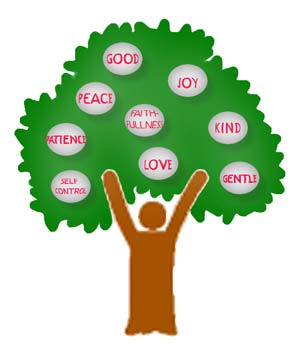 GOOD
JOY
PEACE
FAITH-
FULLNESS
KIND
PATIENCE
LOVE
SELF
CONTROL
GENTLE